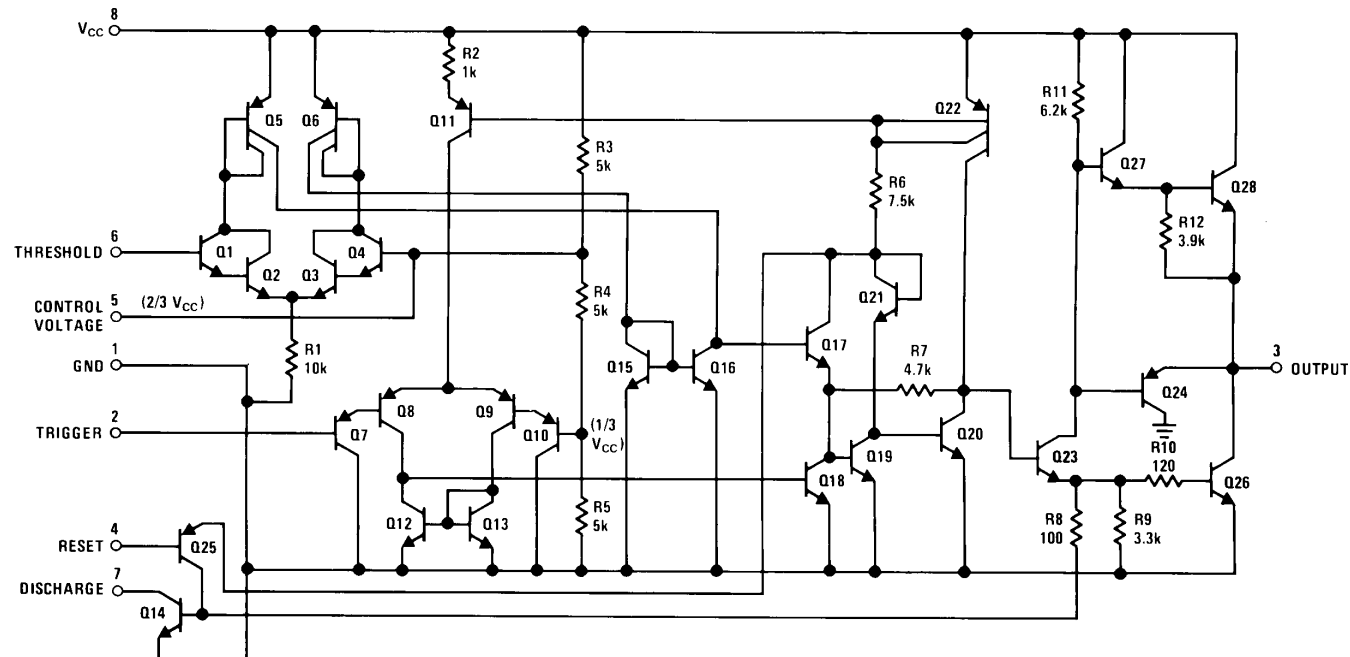 8
VCC
R2
1k
Q5
Q6
Q11
Q22
R11
6.2k
Q27
Q28
R3
5k
R6
7.5k
R12
3.9k
6
THRESHOLD
Q1
Q2
Q3
Q4
5
(2/3 VCC)
CONTROL
VOLTAGE
R4
5k
Q21
1
GND
R1
10k
Q15
Q16
Q17
R7
4.7k
3
OUTPUT
2
TRIGGER
Q7
Q8
Q9
Q10
(1/3
VCC)
Q24
R10
120
Q18
Q19
Q20
Q23
Q26
Q12
Q13
R5
5k
R8
100
R9
3.3k
4
RESET
Q25
7
DISCHARGE
Q14